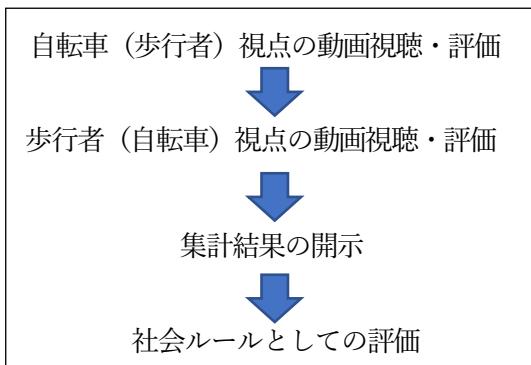 自転車（歩行者）視点の動画視聴・評価
歩行者（自転車）視点の動画視聴・評価
集計結果の開示
社会ルールとしての評価